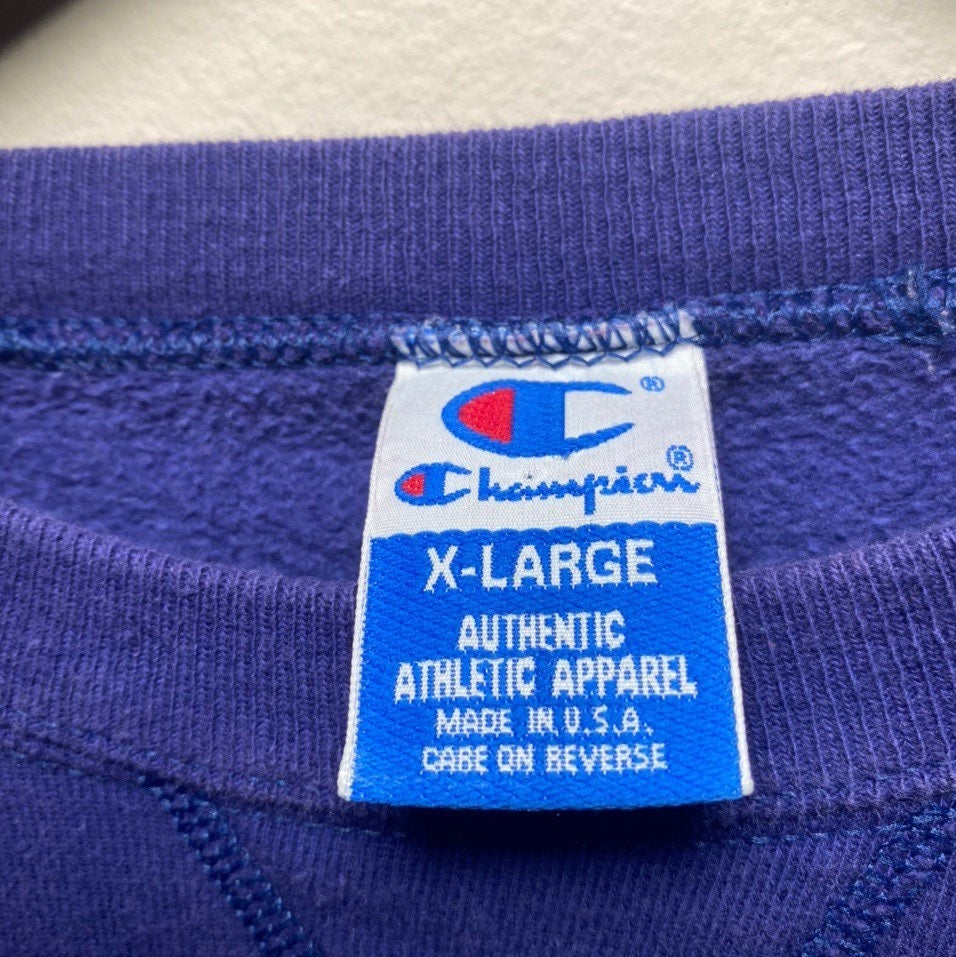 ®
Champion®
X-LARGE
AUTHENTIC
ATHLETIC APPAREL
MADE IN U.S.A.
CARE ON REVERSE